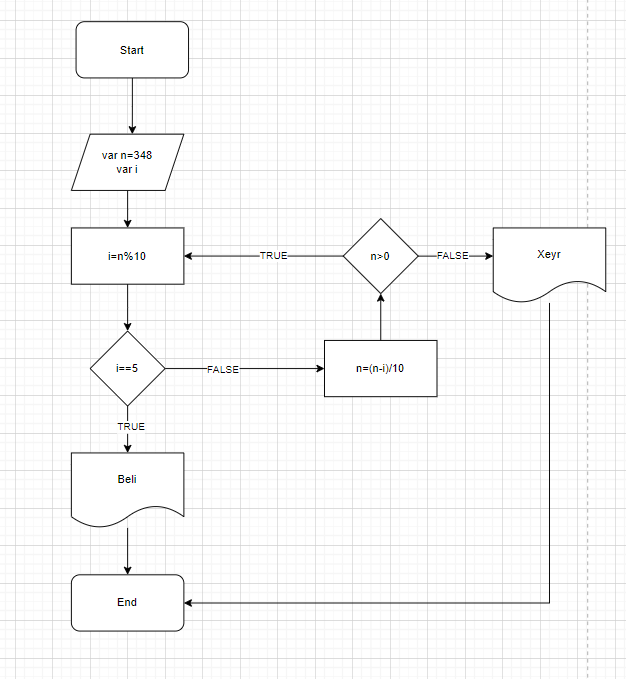 Start
var n=348
var i
i=n%10
TRUE
n>0
FALSE
Xeyr
i==5
FALSE
n=(n-i)/10
TRUE
Beli
End